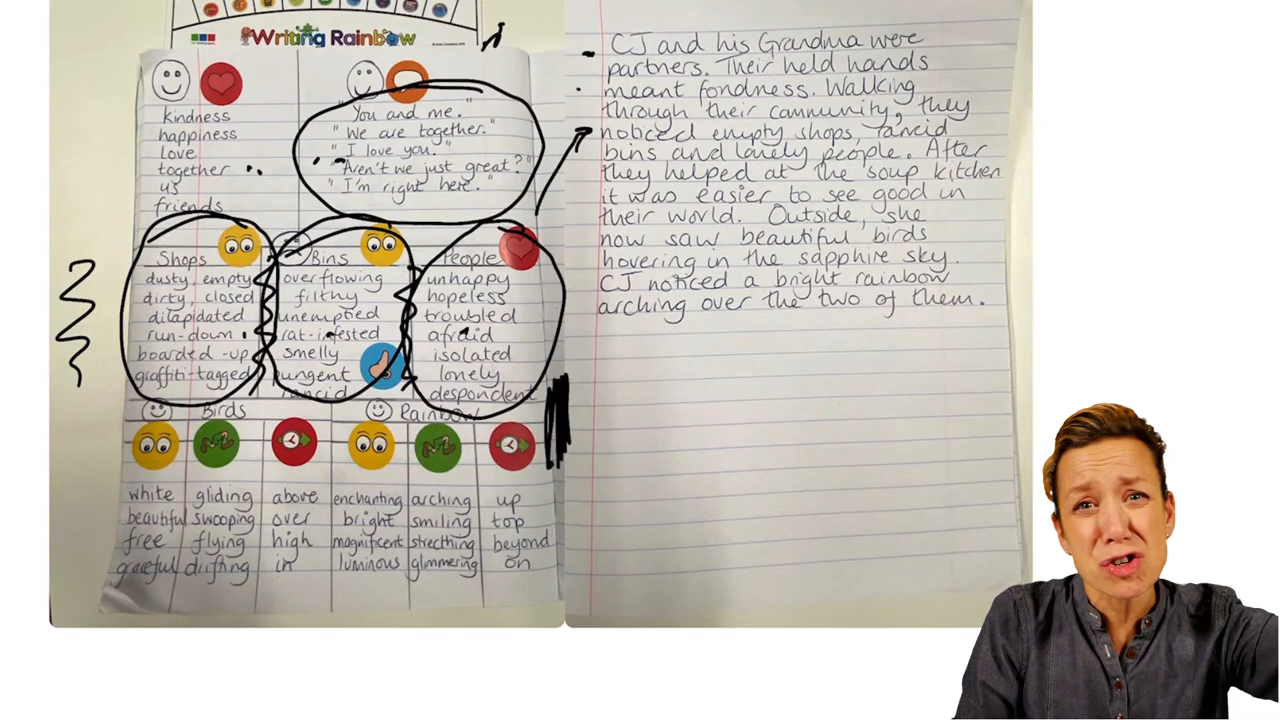 Writing Rainbow
kindness
happiness
love
together
us
friends
"You and me."
"We are together."
"I love you."
"Aren't we just great?"
"I'm right here."
Shops
dusty, empty
dirty, closed
dilapidated
run-down
boarded-up
graffiti-tagged
Bins
overflowing
filthy
unemptied
rat-infested
smelly
pungent
rancid
People
unhappy
hopeless
troubled
afraid
isolated
lonely
despondent
Birds
white gliding above
beautiful swooping over
free flying high
graceful drifting in
Rainbow
enchanting arching up
bright smiling top
magnificent strecthing beyond
luminous glimmering on
CJ and his Grandma were
partners. Their held hands
meant fondness. Walking
through their community, they
noticed empty shops, rancid
bins and lonely people. After
they helped at the soup kitchen
it was easier to see good in
their world. Outside, she
now saw beautiful birds
hovering in the sapphire sky.
CJ noticed a bright rainbow
arching over the two of them.